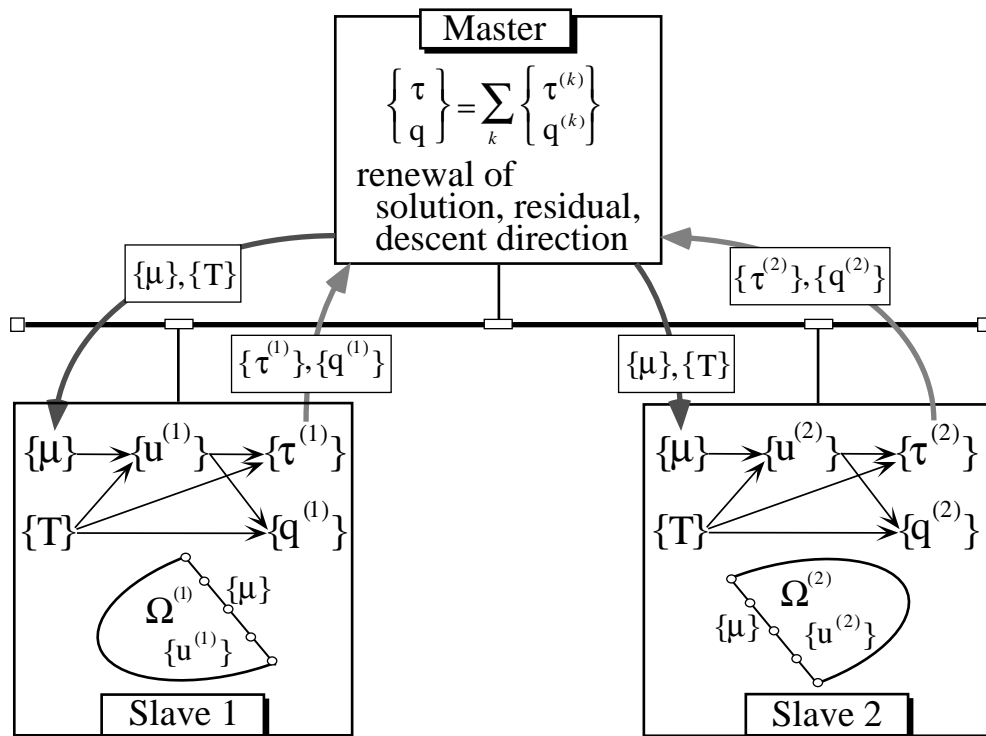 Master
{τ q} = ∑ₖ {τ⁽ᵏ⁾ q⁽ᵏ⁾}
renewal of
solution, residual,
descent direction
{μ},{T}
{τ⁽¹⁾},{q⁽¹⁾}
{μ},{T}
{τ⁽²⁾},{q⁽²⁾}
{μ} {u⁽¹⁾} {τ⁽¹⁾}
{T} {q⁽¹⁾}
Ω⁽¹⁾ {μ}
{u⁽¹⁾}
Slave 1
{μ} {u⁽²⁾} {τ⁽²⁾}
{T} {q⁽²⁾}
Ω⁽²⁾
{μ} {u⁽²⁾}
Slave 2